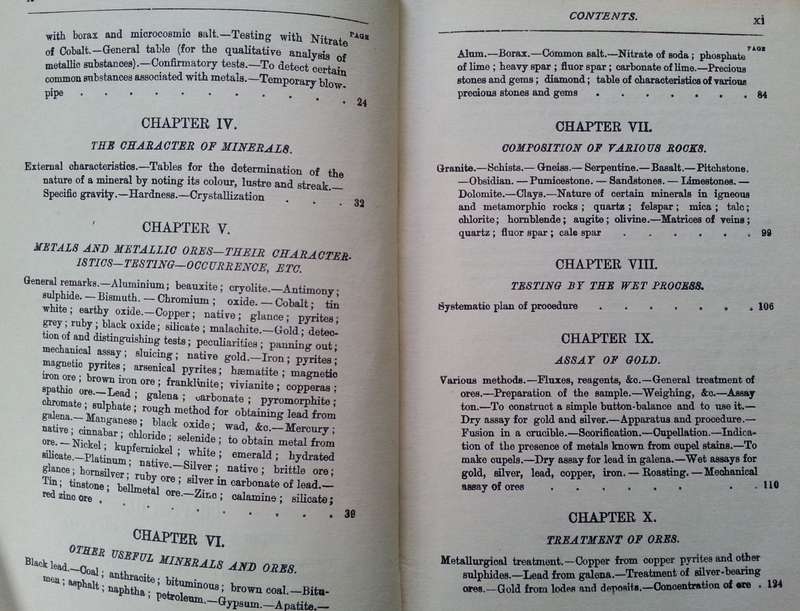 PAGE
with borax and microcosmic salt.—Testing with Nitrate
of Cobalt.—General table (for the qualitative analysis of
metallic substances).—Confirmatory tests.—To detect certain
common substances associated with metals.—Temporary blow-
pipe . . . . . . . . . . 24
CHAPTER IV.
THE CHARACTER OF MINERALS.
External characteristics.—Tables for the determination of the
nature of a mineral by noting its colour, lustre and streak.—
Specific gravity.—Hardness.—Crystallization . . . 32
CHAPTER V.
METALS AND METALLIC ORES—THEIR CHARACTER-
ISTICS—TESTING—OCCURRENCE, ETC.
General remarks.—Aluminium; beauxite; cryolite.—Antimony;
sulphide.—Bismuth.—Chromium; oxide.—Cobalt; tin
white; earthy oxide.—Copper; native; glance; pyrites;
grey; ruby; black oxide; silicate; malachite.—Gold; detec-
tion of and distinguishing tests; peculiarities; panning out;
mechanical assay; sluicing; native gold.—Iron; pyrites;
magnetic pyrites; arsenical pyrites; hæmatite; magnetic
iron ore; brown iron ore; franklinite; vivianite; copperas;
spathic ore.—Lead; galena; carbonate; pyromorphite;
chromate; sulphate; rough method for obtaining lead from
galena.—Manganese; black oxide; wad, &c.—Mercury;
native; cinnabar; chloride; selenide; to obtain metal from
ore.—Nickel; kupfernickel; white; emerald; hydrated
silicate.—Platinum; native.—Silver; native; brittle ore;
glance; hornsilver; ruby ore; silver in carbonate of lead.—
Tin; tinstone; bellmetal ore.—Zinc; calamine; silicate;
red zinc ore . . . . . . . . . 39
CHAPTER VI.
OTHER USEFUL MINERALS AND ORES.
Black lead.—Coal; anthracite; bituminous; brown coal.—Bitu-
men; asphalt; naphtha; petroleum.—Gypsum.—Apatite.—
CONTENTS. xi
PAGE
Alum.—Borax.—Common salt.—Nitrate of soda; phosphate
of lime; heavy spar; fluor spar; carbonate of lime.—Precious
stones and gems; diamond; table of characteristics of various
precious stones and gems . . . . . . . 84
CHAPTER VII.
COMPOSITION OF VARIOUS ROCKS.
Granite.—Schists.—Gneiss.—Serpentine.—Basalt.—Pitchstone.
—Obsidian.—Pumicestone.—Sandstones.—Limestones.—
Dolomite.—Clays.—Nature of certain minerals in igneous
and metamorphic rocks; quartz; felspar; mica; talc;
chlorite; hornblende; augite; olivine.—Matrices of veins;
quartz; fluor spar; calc spar . . . . . . 99
CHAPTER VIII.
TESTING BY THE WET PROCESS.
Systematic plan of procedure . . . . . . . 106
CHAPTER IX.
ASSAY OF GOLD.
Various methods.—Fluxes, reagents, &c.—General treatment of
ores.—Preparation of the sample.—Weighing, &c.—Assay
ton.—To construct a simple button-balance and to use it.—
Dry assay for gold and silver.—Apparatus and procedure.—
Fusion in a crucible.—Scorification.—Cupellation.—Indica-
tion of the presence of metals known from cupel stains.—To
make cupels.—Dry assay for lead in galena.—Wet assays for
gold, silver, lead, copper, iron.—Roasting.—Mechanical
assay of ores . . . . . . . . 110
CHAPTER X.
TREATMENT OF ORES.
Metallurgical treatment.—Copper from copper pyrites and other
sulphides.—Lead from galena.—Treatment of silver-bearing
ores.—Gold from lodes and deposits.—Concentration of ore . 134